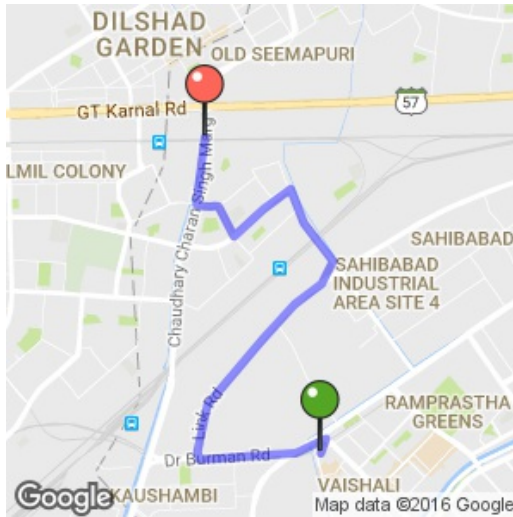 DILSHAD
GARDEN
OLD SEEMAPURI
GT Karnal Rd
57
LMIL COLONY
Chaudhary Charan Singh Marg
SAHIBABAD
SAHIBABAD
INDUSTRIAL
AREA SITE 4
Link Rd
RAMPRASTHA
GREENS
Dr Burman Rd
VAISHALI
KAUSHAMBI
Google
Map data ©2016 Google